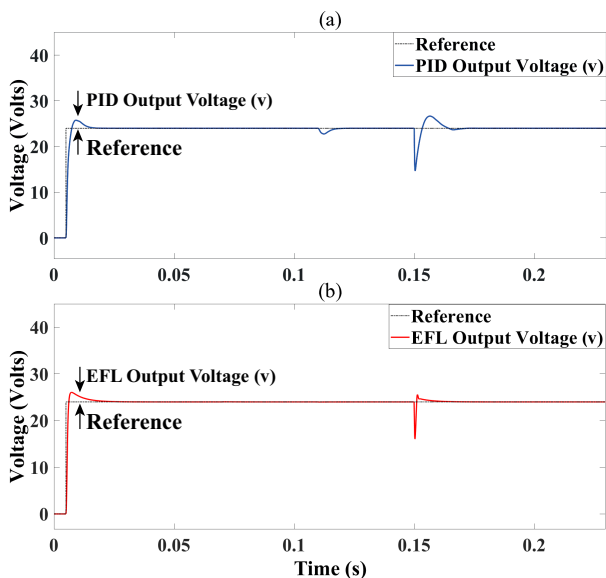 (a)
Voltage (Volts)
40
30
20
10
0
Reference
PID Output Voltage (v)
PID Output Voltage (v)
Reference
0
0.05
0.1
0.15
0.2
(b)
Voltage (Volts)
40
30
20
10
0
Reference
EFL Output Voltage (v)
EFL Output Voltage (v)
Reference
0
0.05
0.1
0.15
0.2
Time (s)